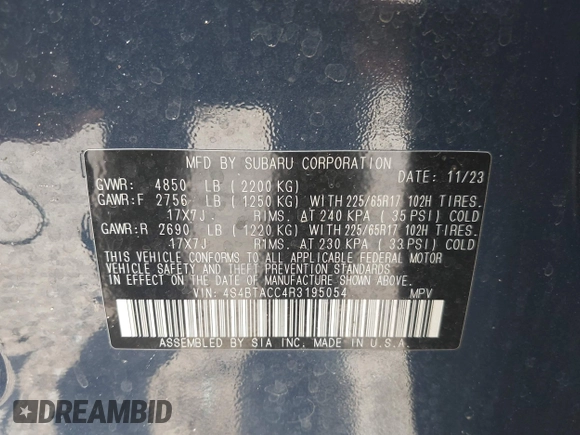 MFD BY SUBARU CORPORATION
DATE: 11/23
GVWR: 4850 LB (2200 KG)
GAWR:F 2756 LB (1250 KG) WITH 225/65R17 102H TIRES.
17X7J RIMS. AT 240 KPA (35 PSI) COLD
GAWR:R 2690 LB (1220 KG) WITH 225/65R17 102H TIRES.
17X7J RIMS. AT 230 KPA (33 PSI) COLD
THIS VEHICLE CONFORMS TO ALL APPLICABLE FEDERAL MOTOR
VEHICLE SAFETY AND THEFT PREVENTION STANDARDS
IN EFFECT ON THE DATE OF MANUFACTURE SHOWN ABOVE.
VIN: 4S4BTACC4R3195054 MPV
ASSEMBLED BY SIA INC. MADE IN U.S.A.
DREAMBID